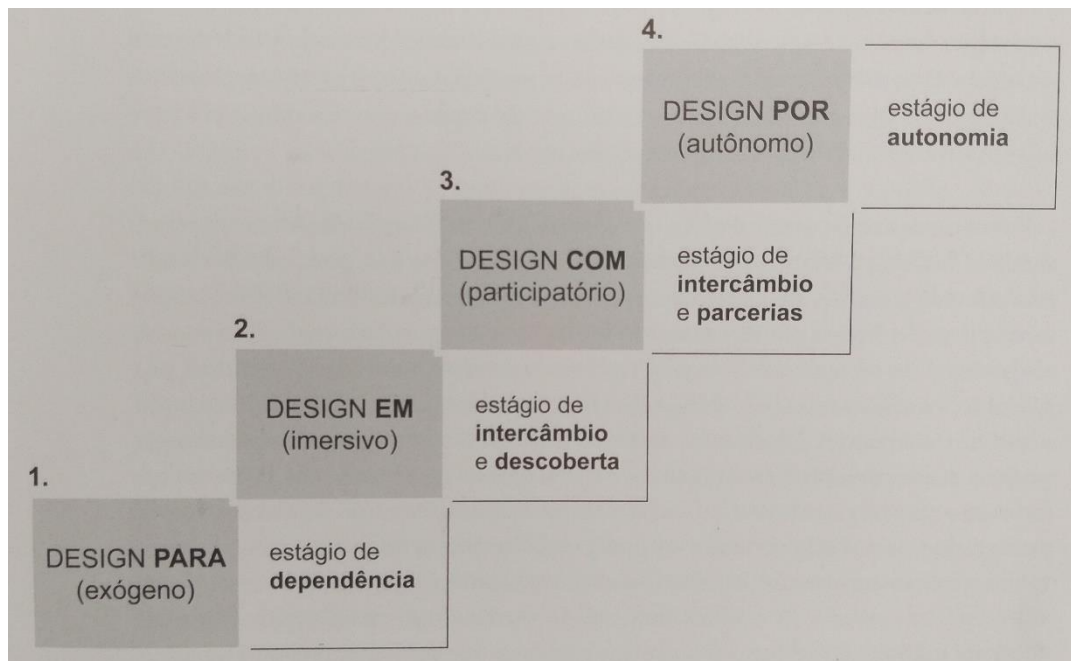 1.
DESIGN PARA
(exógeno)
estágio de
dependência
2.
DESIGN EM
(imersivo)
estágio de
intercâmbio
e descoberta
3.
DESIGN COM
(participatório)
estágio de
intercâmbio
e parcerias
4.
DESIGN POR
(autônomo)
estágio de
autonomia